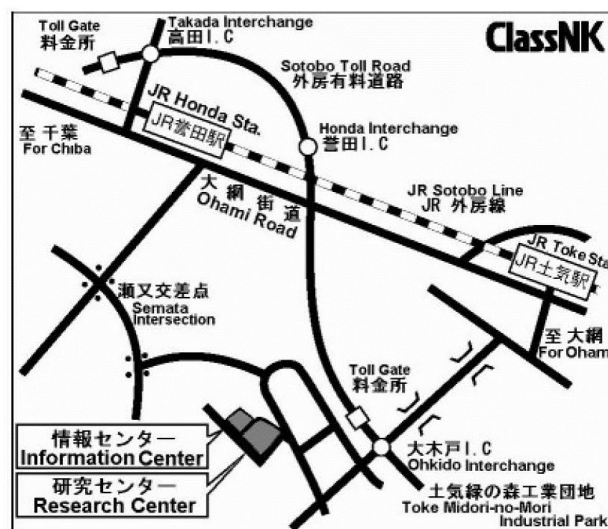 Toll Gate
料金所
Takada Interchange
高田I.C
ClassNK
Sotobo Toll Road
外房有料道路
JR Honda Sta.
JR誉田駅
Honda Interchange
誉田I.C
至 千葉
For Chiba
大 網 街 道
Ohami Road
JR Sotobo Line
JR 外房線
JR Toke Sta
JR土気駅
瀬又交差点
Semata
Intersection
至 大網
For Oham
Toll Gate
料金所
情報センター
Information Center
研究センター
Research Center
大木戸I.C
Ohkido Interchange
土気緑の森工業団地
Toke Midori-no-Mori
Industrial Park